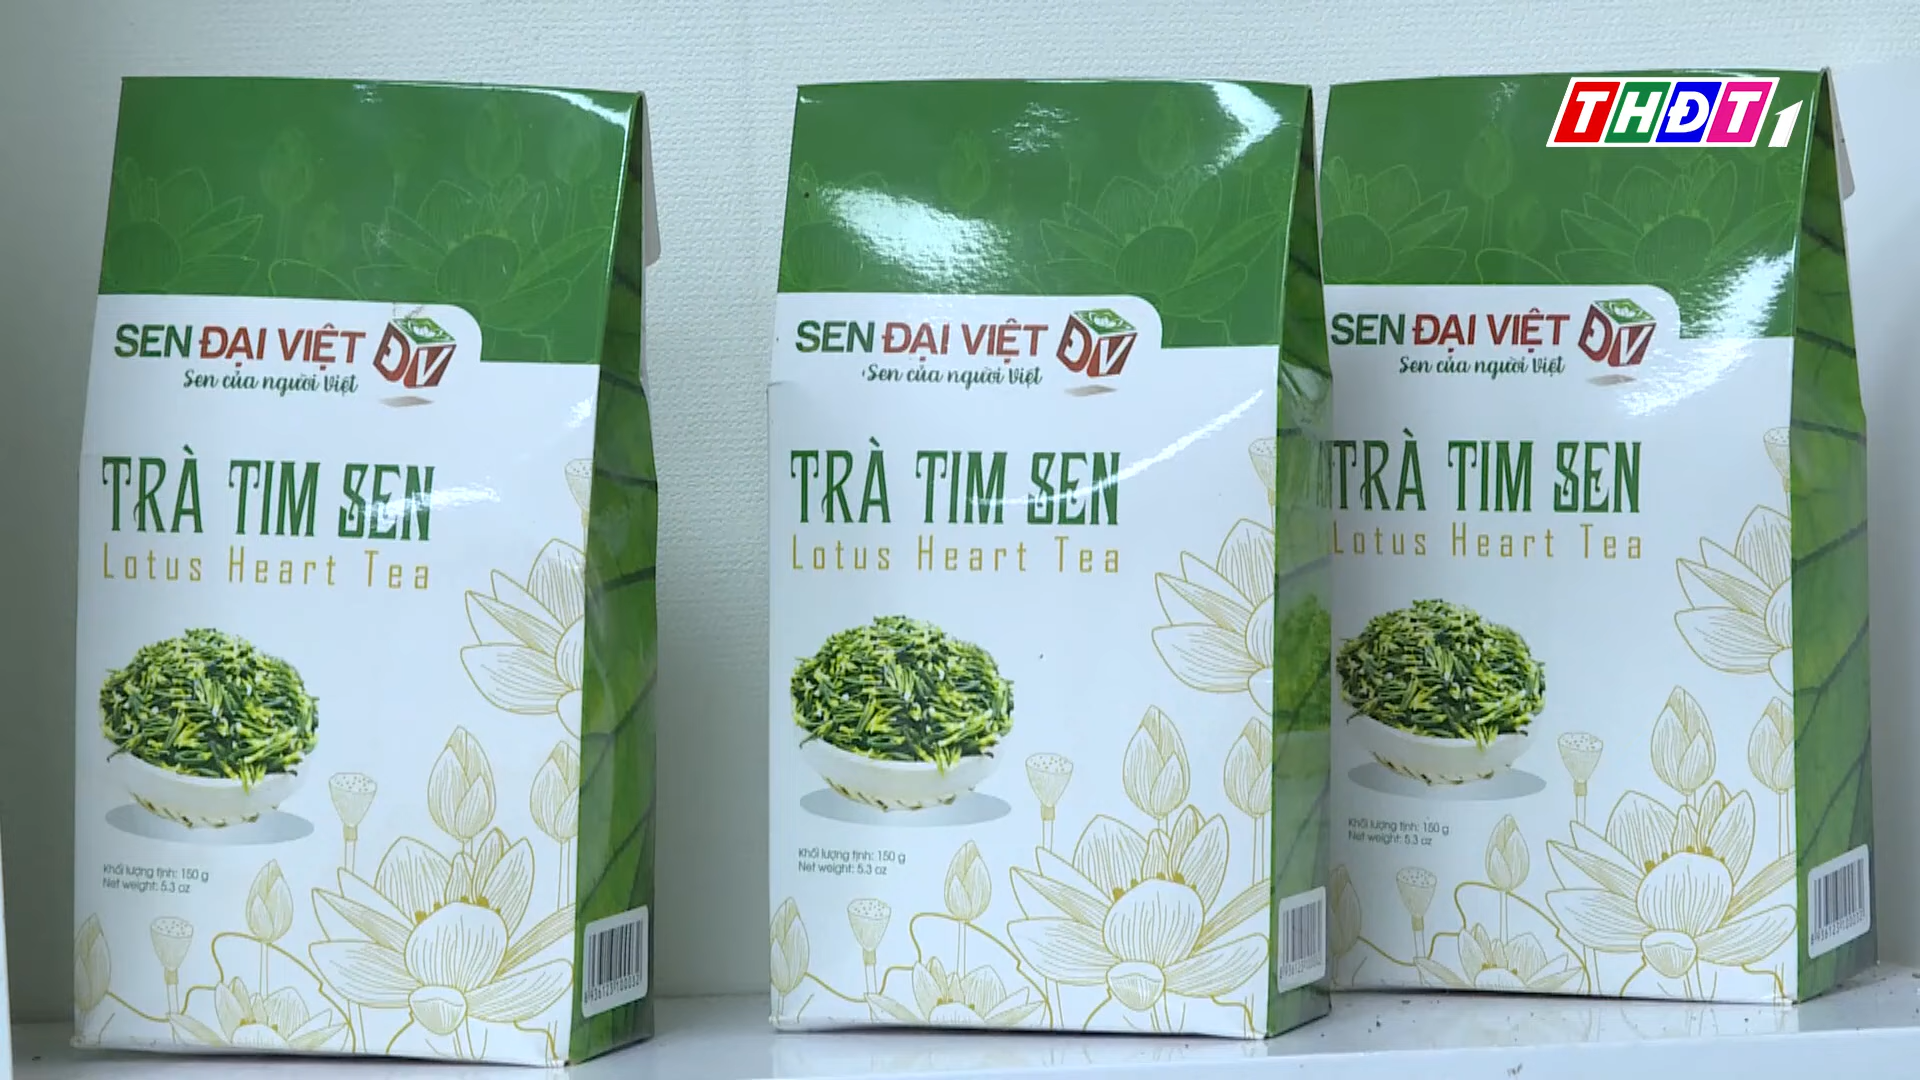 THĐT1
SEN ĐẠI VIỆT ĐV
Sen của người Việt
TRÀ TIM SEN
Lotus Heart Tea
Khối lượng tịnh: 150 g
Net weight: 5.3 oz
SEN ĐẠI VIỆT ĐV
Sen của người Việt
TRÀ TIM SEN
Lotus Heart Tea
Khối lượng tịnh: 150 g
Net weight: 5.3 oz
SEN ĐẠI VIỆT ĐV
Sen của người Việt
TRÀ TIM SEN
Lotus Heart Tea
Khối lượng tịnh: 150 g
Net weight: 5.3 oz